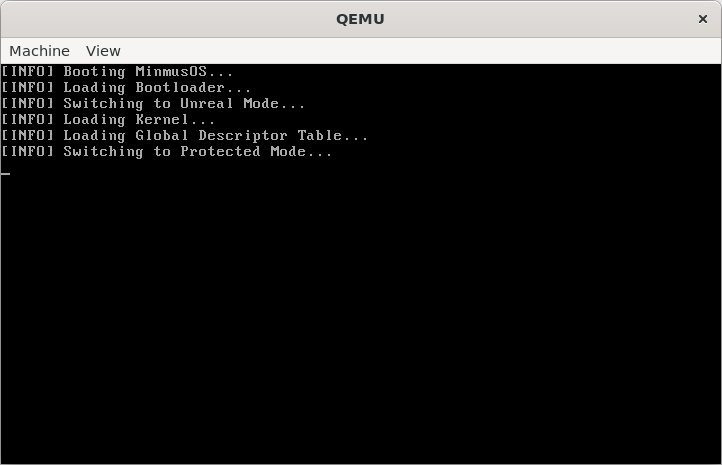 QEMU
×
Machine View
[INFO] Booting MinmusOS...
[INFO] Loading Bootloader...
[INFO] Switching to Unreal Mode...
[INFO] Loading Kernel...
[INFO] Loading Global Descriptor Table...
[INFO] Switching to Protected Mode...
_